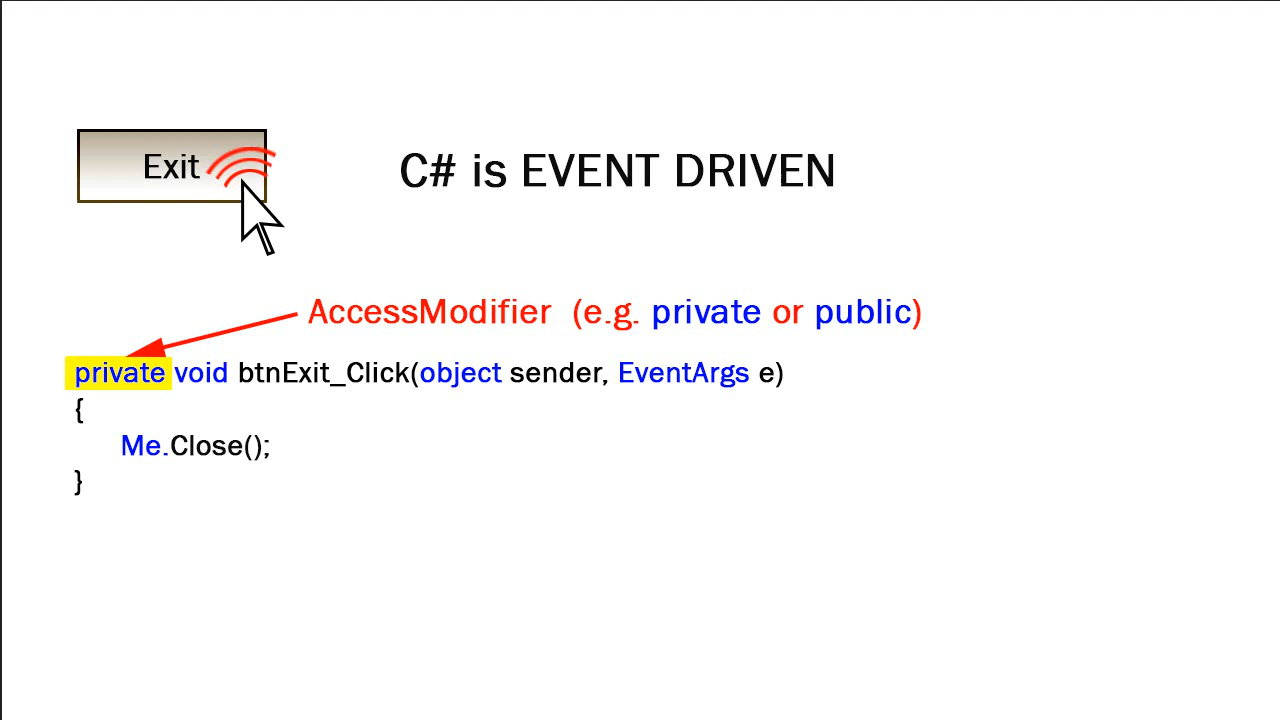 Exit
C# is EVENT DRIVEN
AccessModifier (e.g. private or public)
private void btnExit_Click(object sender, EventArgs e)
{
Me.Close();
}